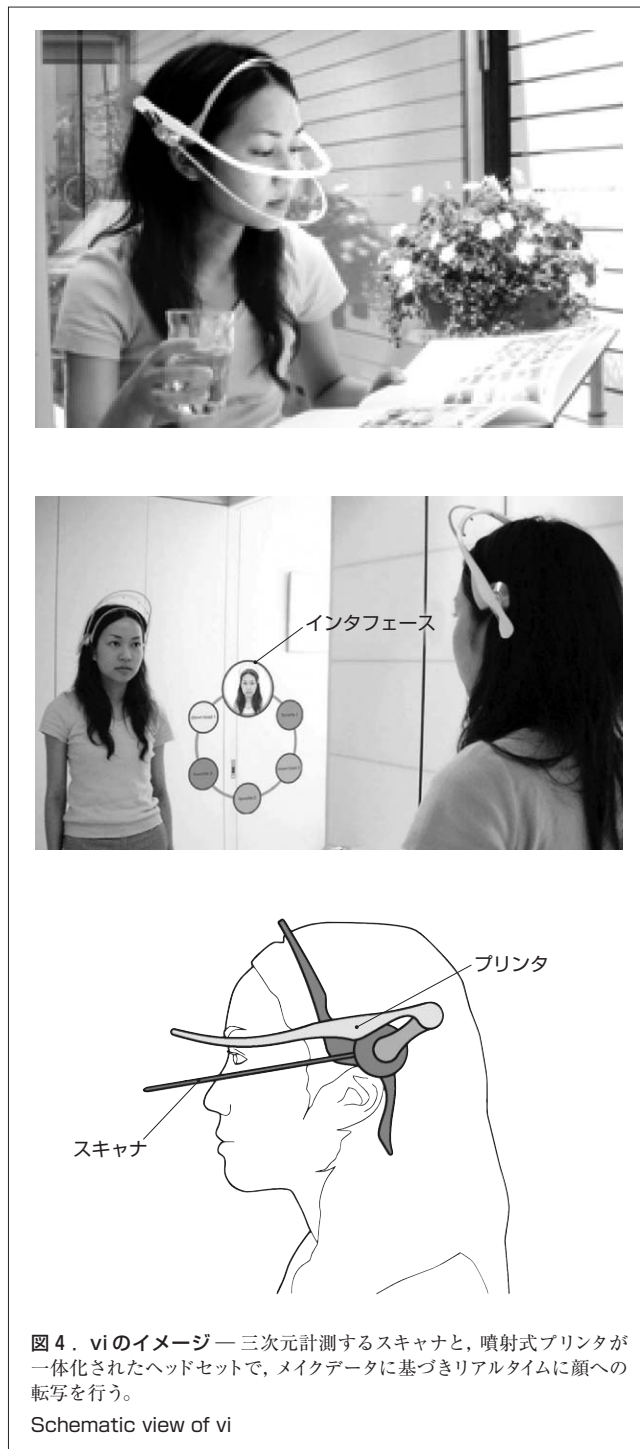 インタフェース
プリンタ
スキャナ
図4．viのイメージ — 三次元計測するスキャナと，噴射式プリンタが
一体化されたヘッドセットで，メイクデータに基づきリアルタイムに顔への
転写を行う。
Schematic view of vi